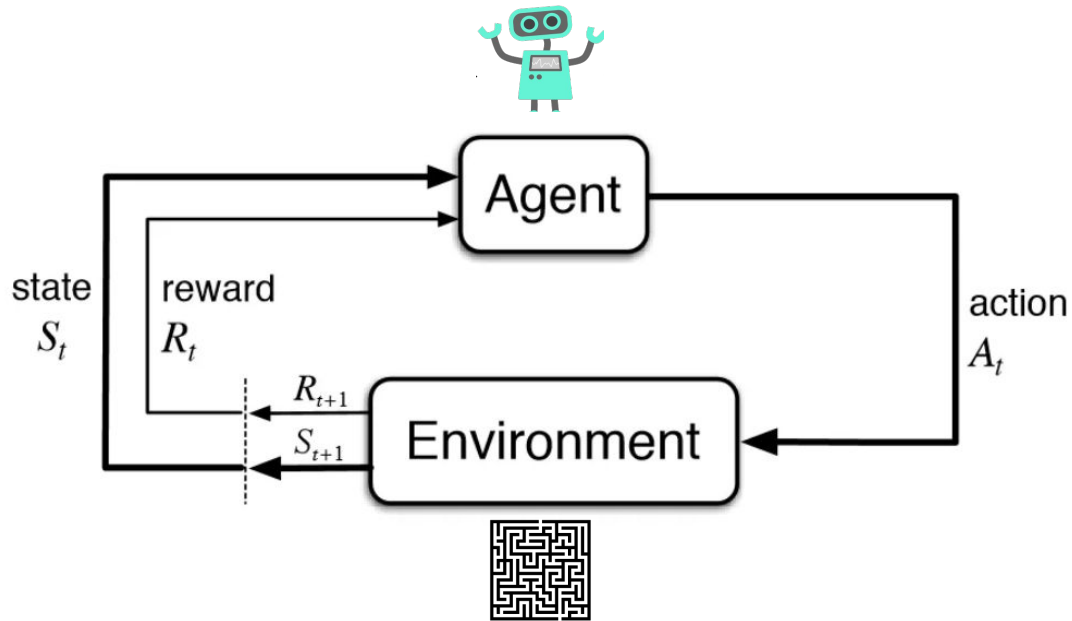 Agent
state
S_t
reward
R_t
action
A_t
R_{t+1}
S_{t+1}
Environment